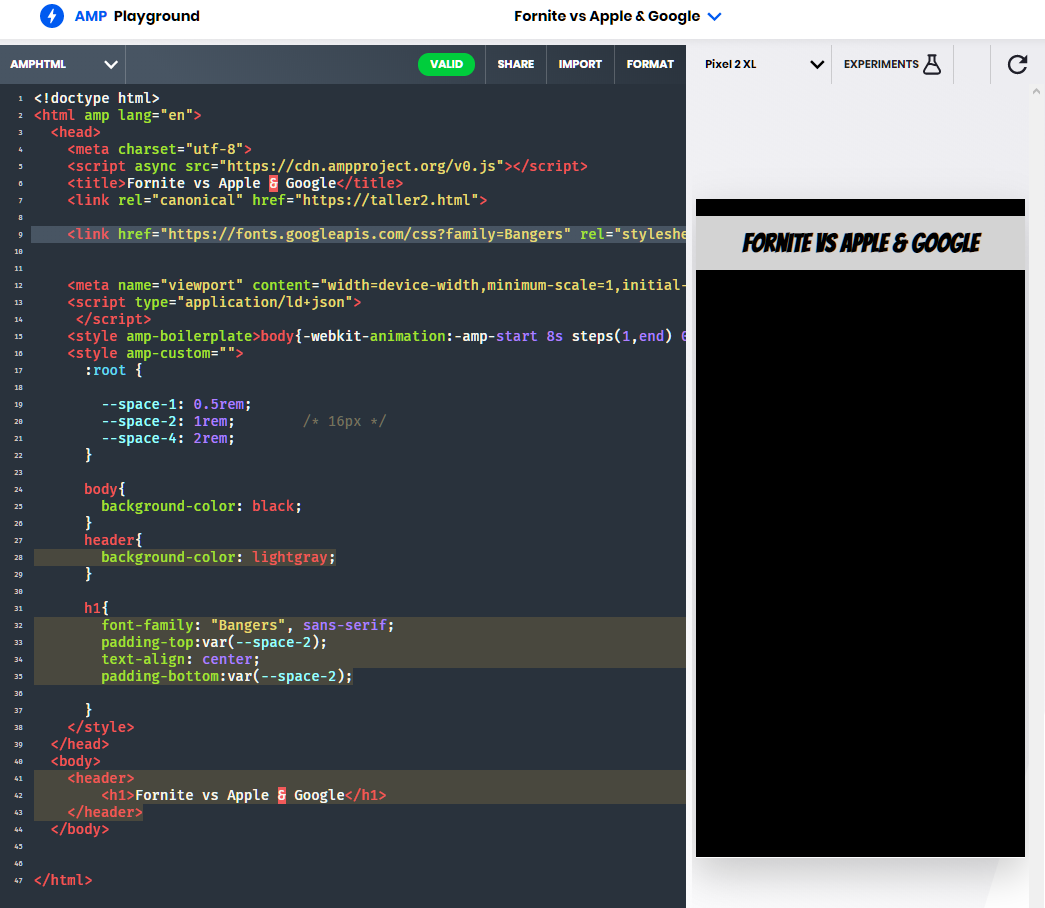 AMP Playground
Fornite vs Apple & Google
AMPHTML
VALID
SHARE
IMPORT
FORMAT
Pixel 2 XL
EXPERIMENTS
1 <!doctype html>
2 <html amp lang="en">
3 <head>
4 <meta charset="utf-8">
5 <script async src="https://cdn.ampproject.org/v0.js"></script>
6 <title>Fornite vs Apple & Google</title>
7 <link rel="canonical" href="https://taller2.html">
8
9 <link href="https://fonts.googleapis.com/css?family=Bangers" rel="styleshe
10
11
12 <meta name="viewport" content="width=device-width,minimum-scale=1,initial-
13 <script type="application/ld+json">
14 </script>
15 <style amp-boilerplate>body{-webkit-animation:-amp-start 8s steps(1,end) 0
16 <style amp-custom="">
17 :root {
18
19 --space-1: 0.5rem;
20 --space-2: 1rem; /* 16px */
21 --space-4: 2rem;
22 }
23
24 body{
25 background-color: black;
26 }
27 header{
28 background-color: lightgray;
29 }
30
31 h1{
32 font-family: "Bangers", sans-serif;
33 padding-top:var(--space-2);
34 text-align: center;
35 padding-bottom:var(--space-2);
36
37 }
38 </style>
39 </head>
40 <body>
41 <header>
42 <h1>Fornite vs Apple & Google</h1>
43 </header>
44 </body>
45
46
47 </html>
FORNITE VS APPLE & GOOGLE